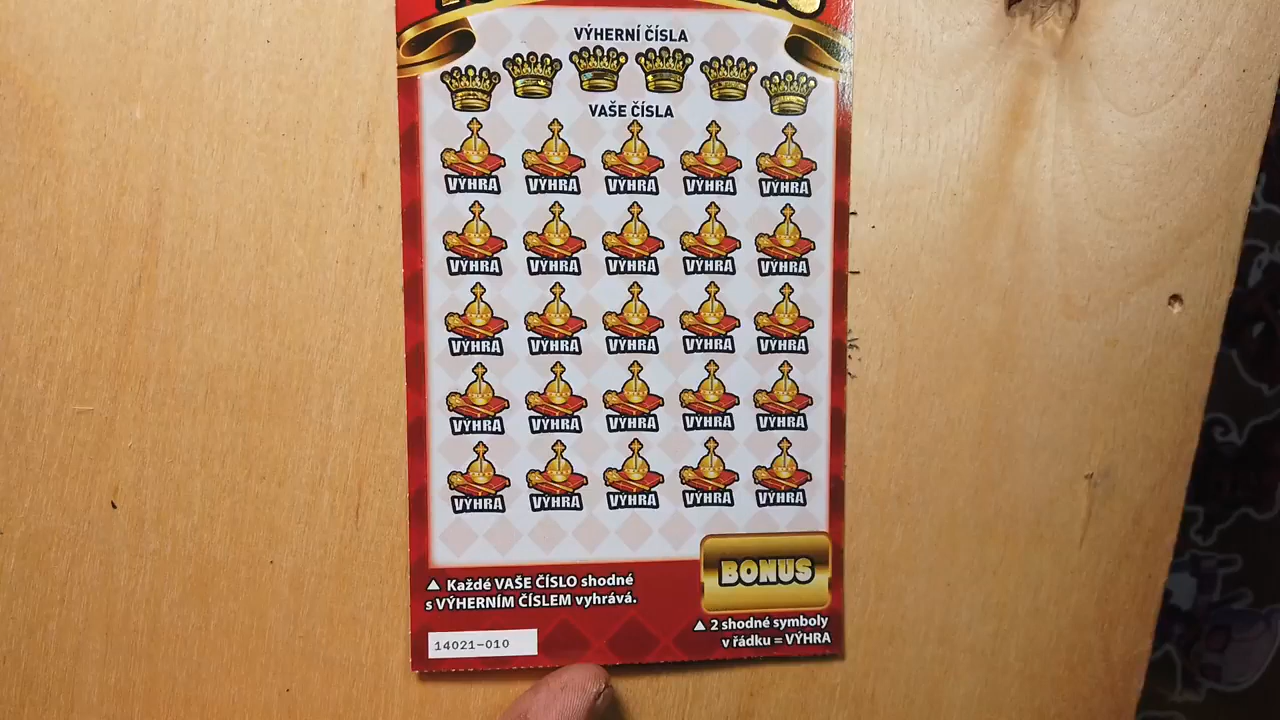 VÝHERNÍ ČÍSLA
VAŠE ČÍSLA
VÝHRA VÝHRA VÝHRA VÝHRA VÝHRA
VÝHRA VÝHRA VÝHRA VÝHRA VÝHRA
VÝHRA VÝHRA VÝHRA VÝHRA VÝHRA
VÝHRA VÝHRA VÝHRA VÝHRA VÝHRA
VÝHRA VÝHRA VÝHRA VÝHRA VÝHRA
BONUS
▲ Každé VAŠE ČÍSLO shodné
s VÝHERNÍM ČÍSLEM vyhrává.
▲ 2 shodné symboly
v řádku = VÝHRA
14021-010